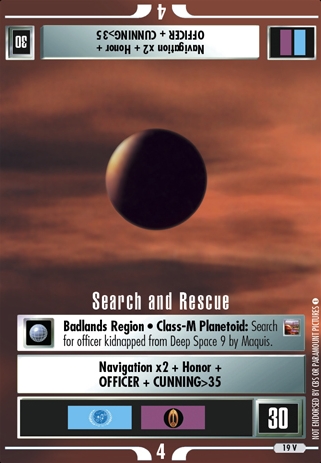 4
Navigation x2 + Honor +
OFFICER + CUNNING>35
30
Search and Rescue
Badlands Region • Class-M Planetoid: Search
for officer kidnapped from Deep Space 9 by Maquis.
Navigation x2 + Honor +
OFFICER + CUNNING>35
30
4
19 V
NOT ENDORSED BY CBS OR PARAMOUNT PICTURES